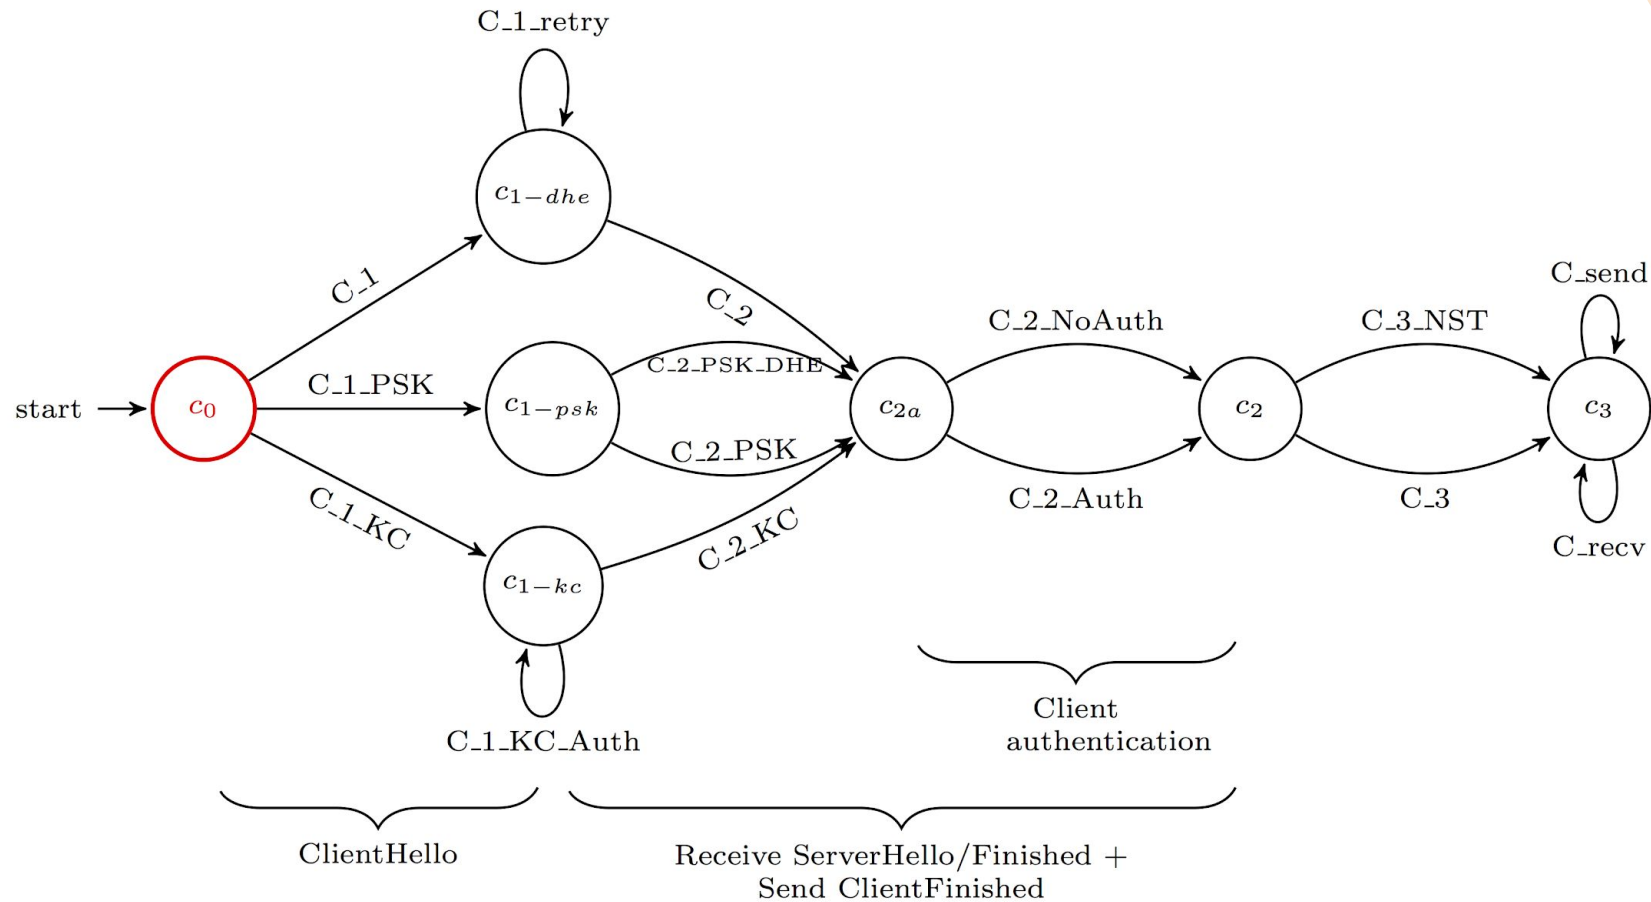 C_1_retry
c1−dhe
C_1
C_2
C_send
C_2_NoAuth
C_3_NST
C_2_PSK_DHE
C_1_PSK
start
c0
c1−psk
c2a
c2
c3
C_2_PSK
C_1_KC
C_2_Auth
C_3
C_2_KC
C_recv
c1−kc
C_1_KC_Auth
Client
authentication
ClientHello
Receive ServerHello/Finished +
Send ClientFinished